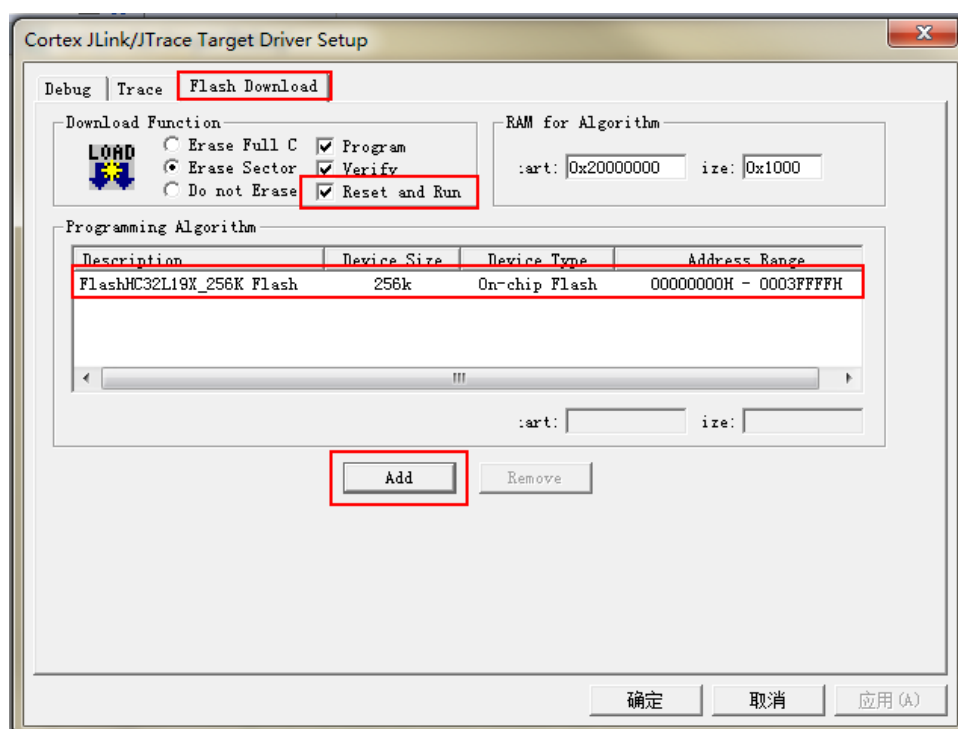 Cortex JLink/JTrace Target Driver Setup
Debug Trace Flash Download
Download Function
RAM for Algorithm
LOAD
Erase Full C Program
Erase Sector Verify
Do not Erase Reset and Run
:art: 0x20000000 ize: 0x1000
Programming Algorithm
Description Device Size Device Type Address Range
FlashHC32L19X_256K Flash 256k On-chip Flash 00000000H - 0003FFFFH
:art: ize:
Add Remove
确定 取消 应用(A)